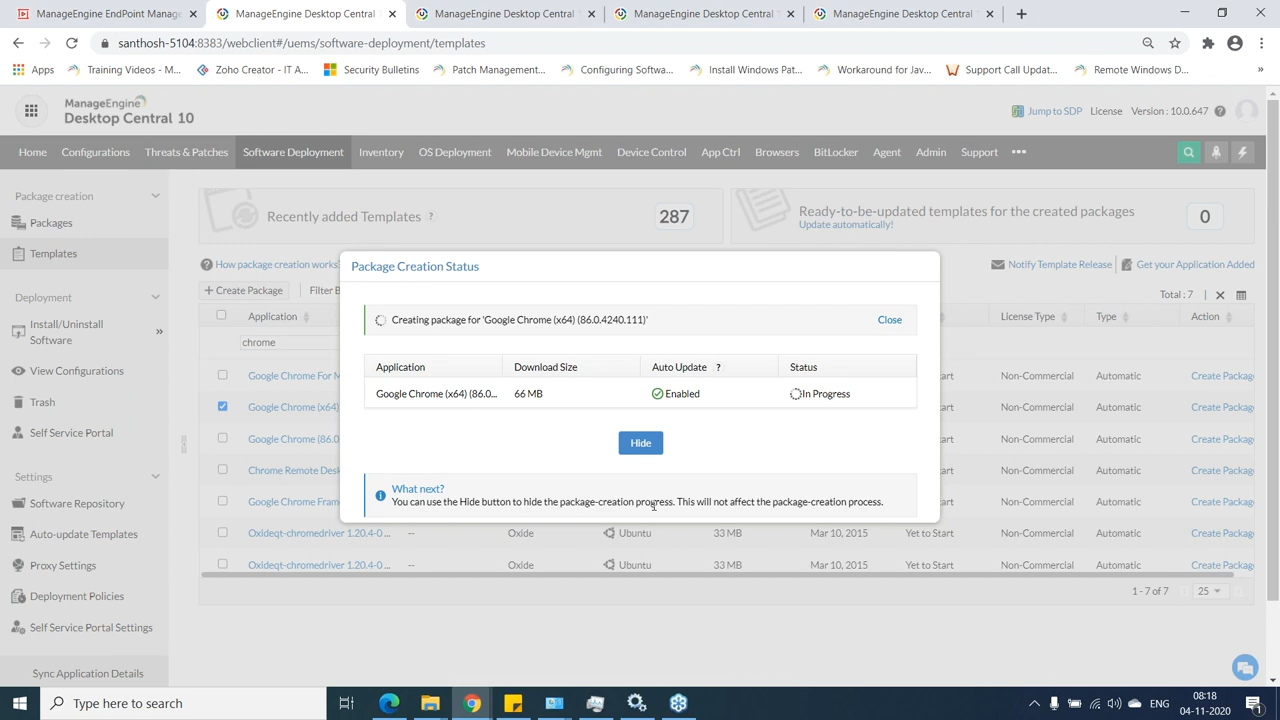 ManageEngine EndPoint Manage
ManageEngine Desktop Central 1
ManageEngine Desktop Central 1
ManageEngine Desktop Central 1
ManageEngine Desktop Central 1
santhosh-5104:8383/webclient#/uems/software-deployment/templates
Apps
Training Videos - M...
Zoho Creator - IT A...
Security Bulletins
Patch Management...
Configuring Softwa...
Install Windows Pat...
Workaround for Jav...
Support Call Updat...
Remote Windows D...
»
ManageEngine
Desktop Central 10
Jump to SDP
License
Version : 10.0.647
Home
Configurations
Threats & Patches
Software Deployment
Inventory
OS Deployment
Mobile Device Mgmt
Device Control
App Ctrl
Browsers
BitLocker
Agent
Admin
Support
•••
Package creation
Packages
Templates
Deployment
Install/Uninstall
Software
»
View Configurations
Trash
Self Service Portal
Settings
Software Repository
Auto-update Templates
Proxy Settings
Deployment Policies
Self Service Portal Settings
Sync Application Details
Recently added Templates ?
287
Ready-to-be-updated templates for the created packages
Update automatically!
0
How package creation works?
Notify Template Release
Get your Application Added
+ Create Package
Filter B
Total : 7
Application
License Type
Type
Action
chrome
Google Chrome For M
start
Non-Commercial
Automatic
Create Package
Google Chrome (x64)
start
Non-Commercial
Automatic
Create Package
Google Chrome (86.0
start
Non-Commercial
Automatic
Create Package
Chrome Remote Desk
start
Non-Commercial
Automatic
Create Package
Google Chrome Fram
start
Non-Commercial
Automatic
Create Package
Oxideqt-chromedriver 1.20.4-0 ...
--
Oxide
Ubuntu
33 MB
Mar 10, 2015
Yet to Start
Non-Commercial
Automatic
Create Package
Oxideqt-chromedriver 1.20.4-0 ...
--
Oxide
Ubuntu
33 MB
Mar 10, 2015
Yet to Start
Non-Commercial
Automatic
Create Package
1 - 7 of 7
25
Package Creation Status
Creating package for 'Google Chrome (x64) (86.0.4240.111)'
Close
Application
Download Size
Auto Update ?
Status
Google Chrome (x64) (86.0...
66 MB
Enabled
In Progress
Hide
What next?
You can use the Hide button to hide the package-creation progress. This will not affect the package-creation process.
Type here to search
ENG
08:18
04-11-2020
1